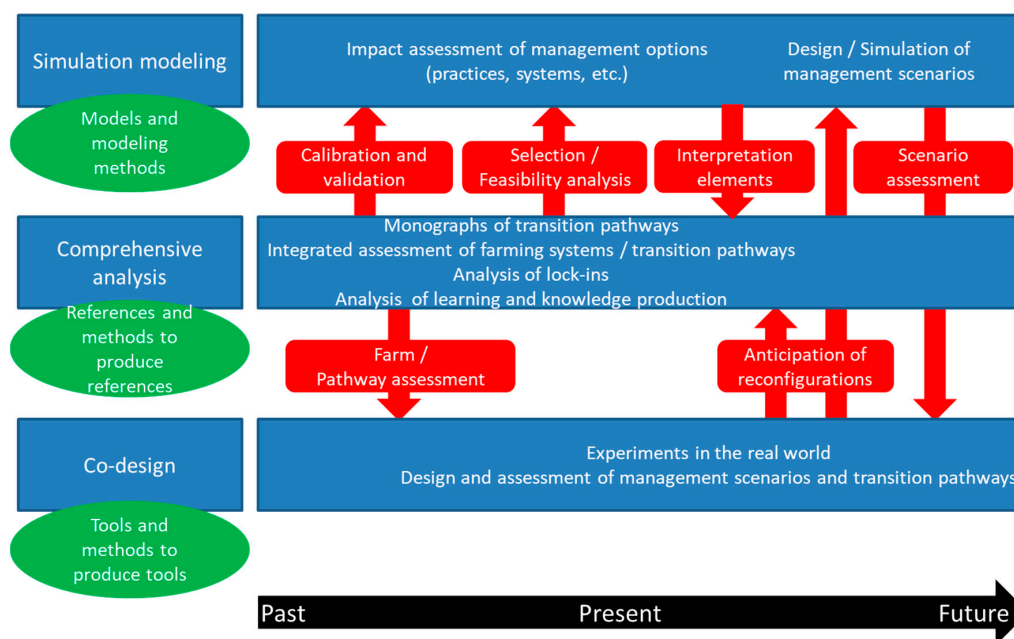 Simulation modeling
Impact assessment of management options
(practices, systems, etc.)
Design / Simulation of
management scenarios
Models and
modeling
methods
Calibration and
validation
Selection /
Feasibility analysis
Interpretation
elements
Scenario
assessment
Comprehensive
analysis
Monographs of transition pathways
Integrated assessment of farming systems / transition pathways
Analysis of lock-ins
Analysis of learning and knowledge production
References and
methods to
produce
references
Farm /
Pathway assessment
Anticipation of
reconfigurations
Co-design
Experiments in the real world
Design and assessment of management scenarios and transition pathways
Tools and
methods to
produce tools
Past
Present
Future